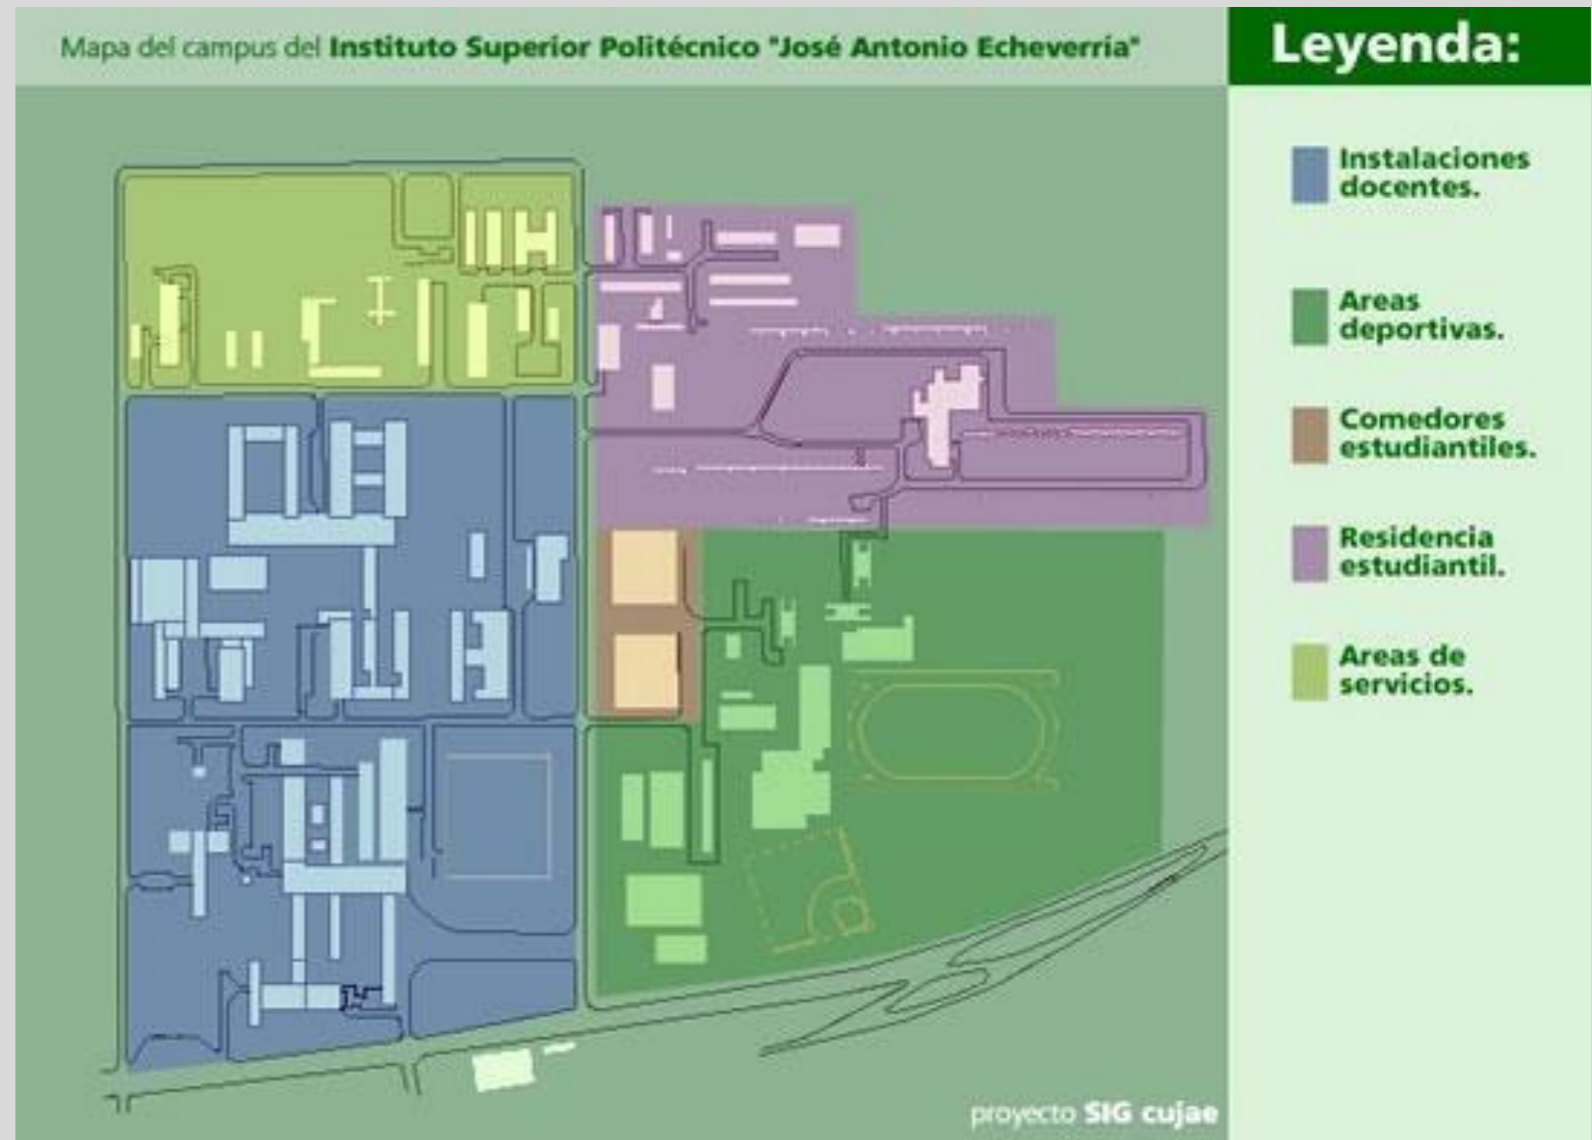 Mapa del campus del Instituto Superior Politécnico "José Antonio Echeverría"
Leyenda:
Instalaciones
docentes.
Areas
deportivas.
Comedores
estudiantiles.
Residencia
estudiantil.
Areas de
servicios.
proyecto SIG cujae